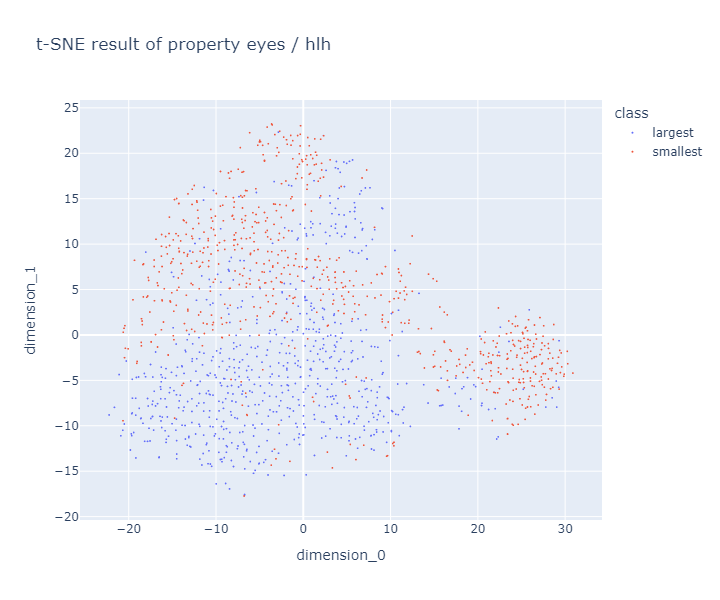 t-SNE result of property eyes / hlh
class
largest
smallest
25
20
15
10
5
0
−5
−10
−15
−20
−20
−10
0
10
20
30
dimension_0
dimension_1